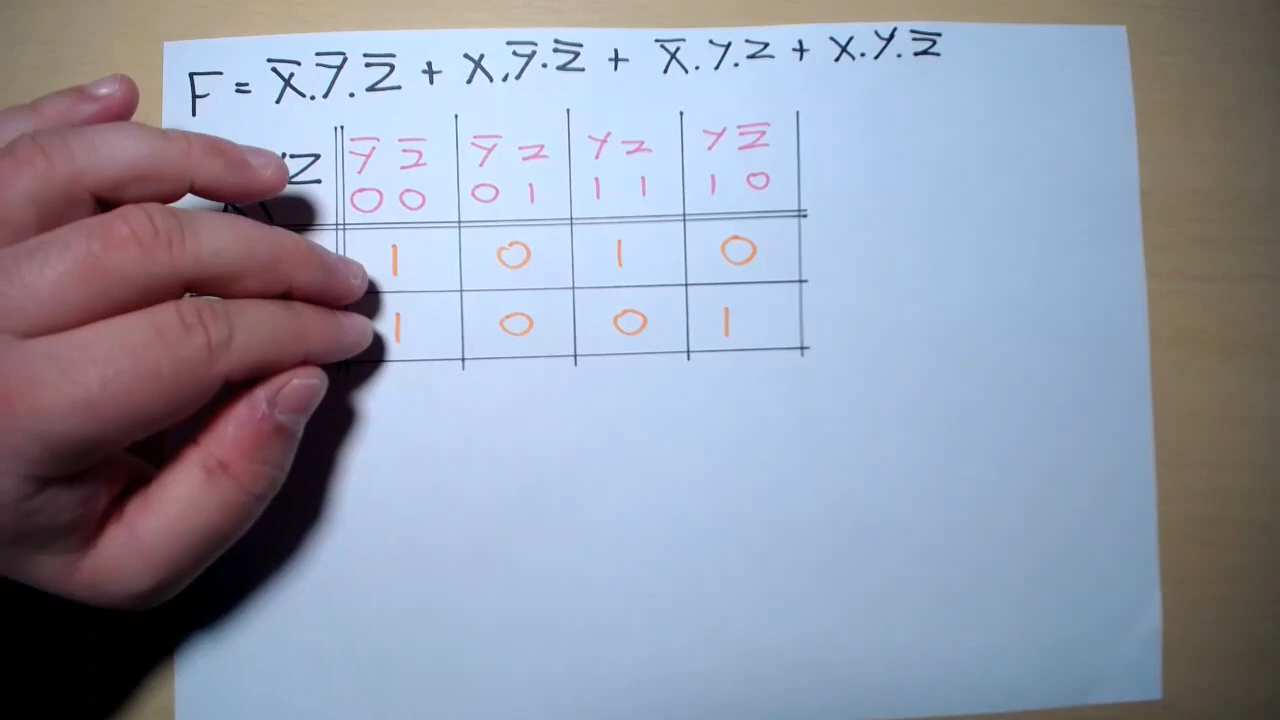 F = X̅.Y̅.Z̅ + X.Y̅.Z̅ + X̅.Y.Z + X.Y.Z̅
Z Y̅ Z̅ Y̅ Z Y Z Y Z̅
0 0 0 1 1 1 1 0
1 0 1 0
1 0 0 1